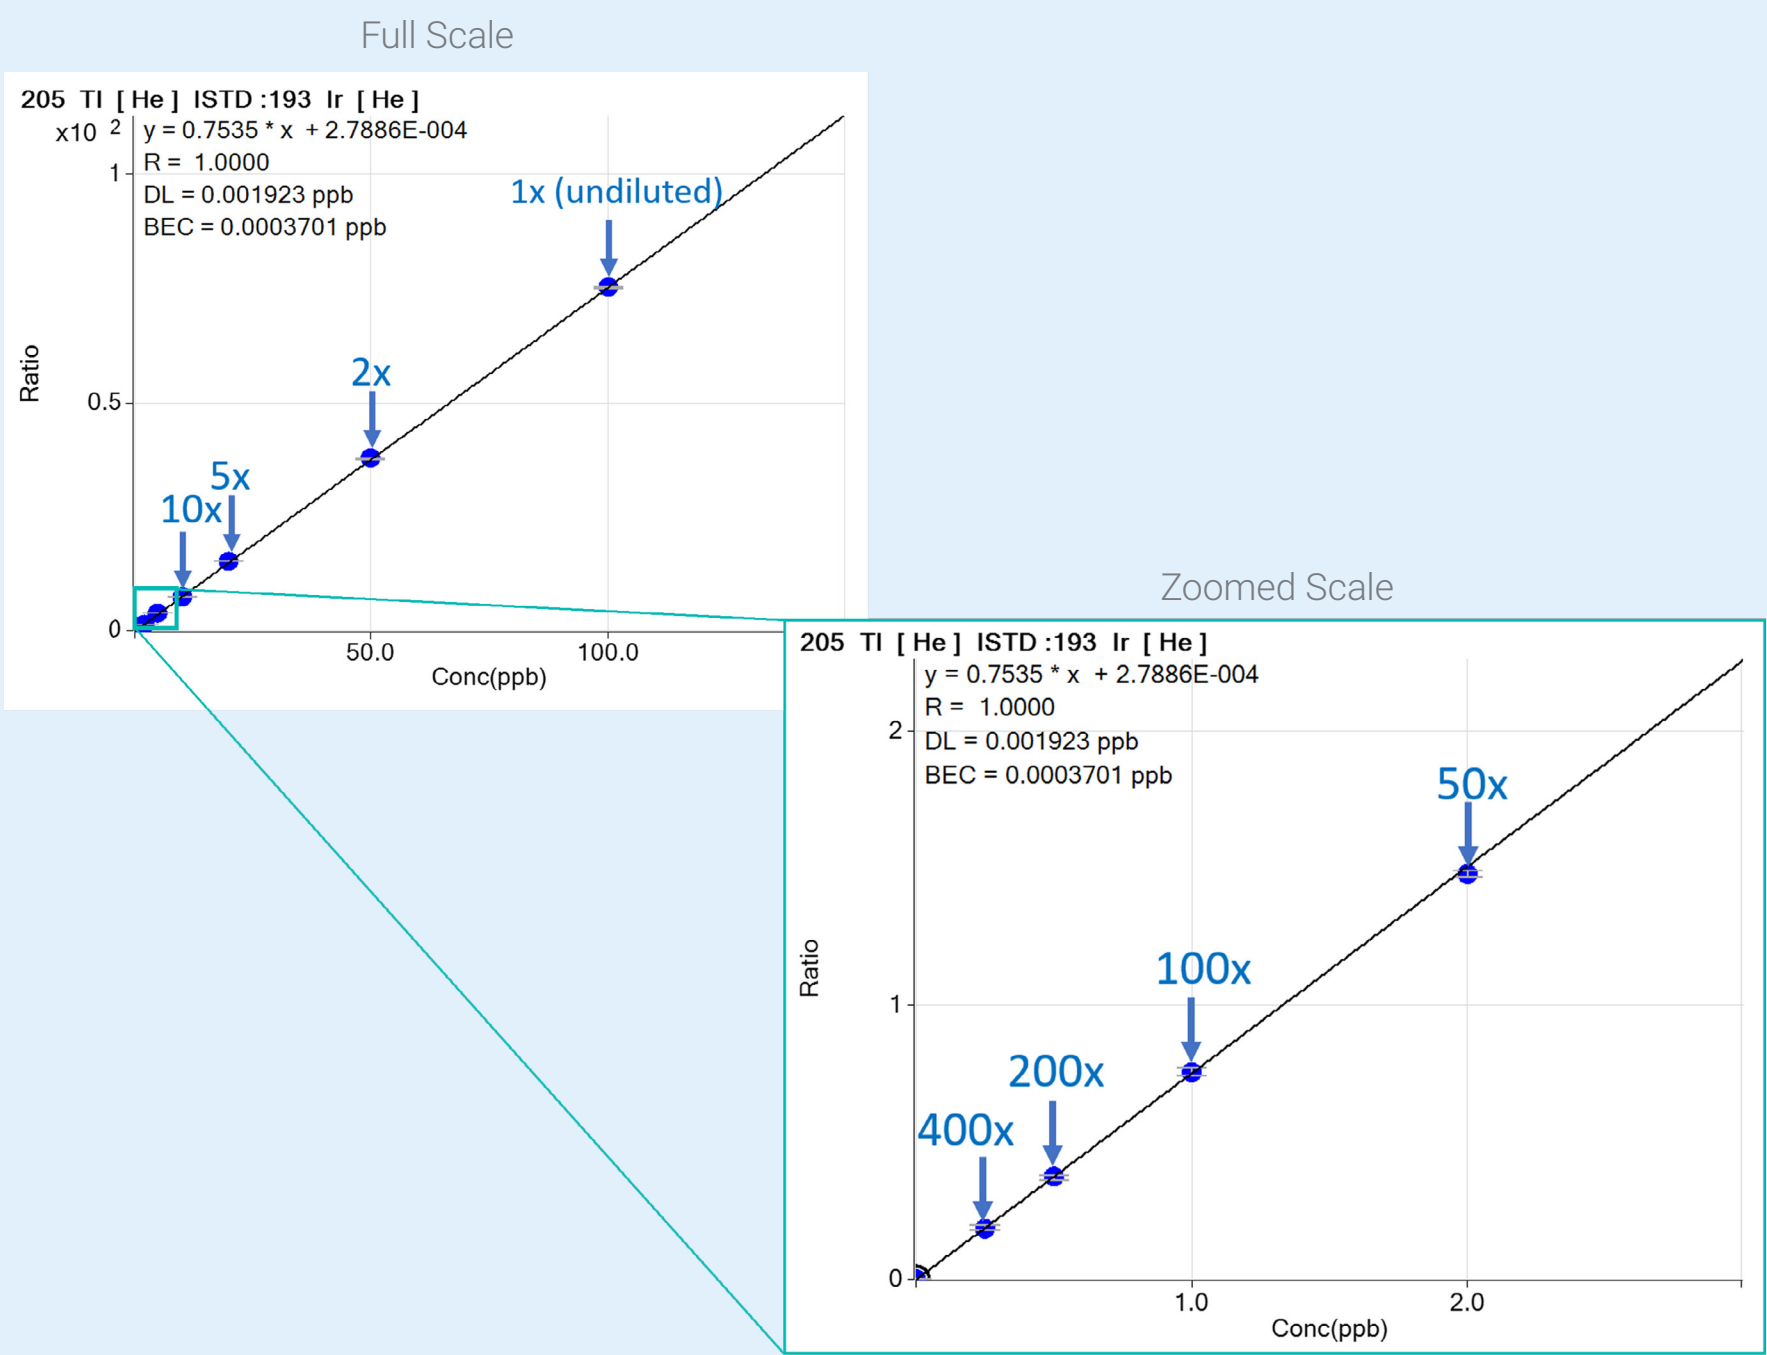 Full Scale
205 Tl [ He ] ISTD :193 Ir [ He ]
x10 2
y = 0.7535 * x + 2.7886E-004
R = 1.0000
DL = 0.001923 ppb
BEC = 0.0003701 ppb
1
1x (undiluted)
2x
0.5
5x
10x
0
Ratio
50.0
100.0
Conc(ppb)
Zoomed Scale
205 Tl [ He ] ISTD :193 Ir [ He ]
y = 0.7535 * x + 2.7886E-004
R = 1.0000
DL = 0.001923 ppb
BEC = 0.0003701 ppb
2
50x
1
100x
200x
400x
0
Ratio
1.0
2.0
Conc(ppb)